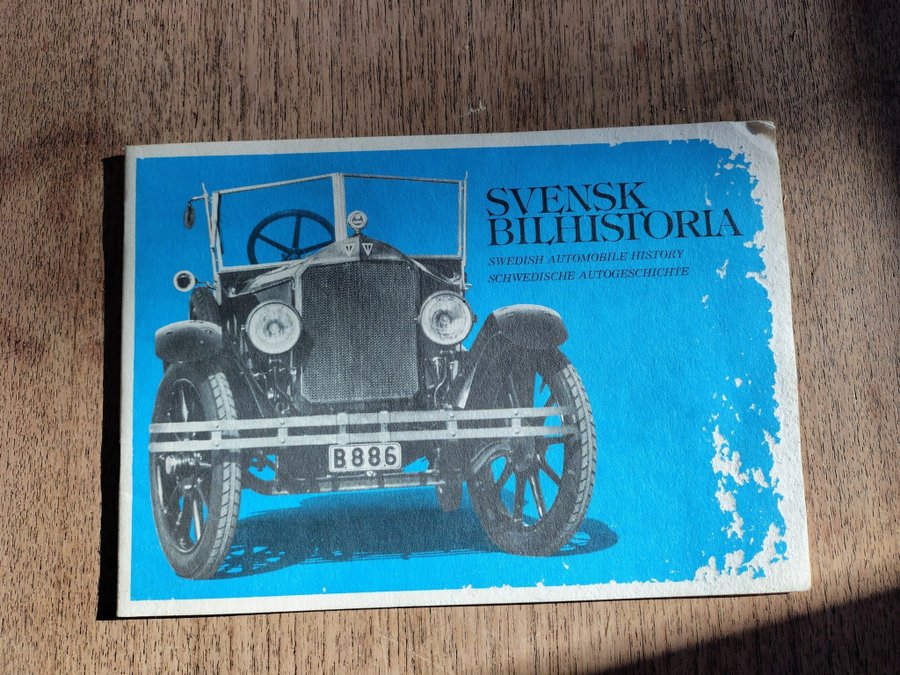 SVENSK
BILHISTORIA
SWEDISH AUTOMOBILE HISTORY
SCHWEDISCHE AUTOGESCHICHTE
B886